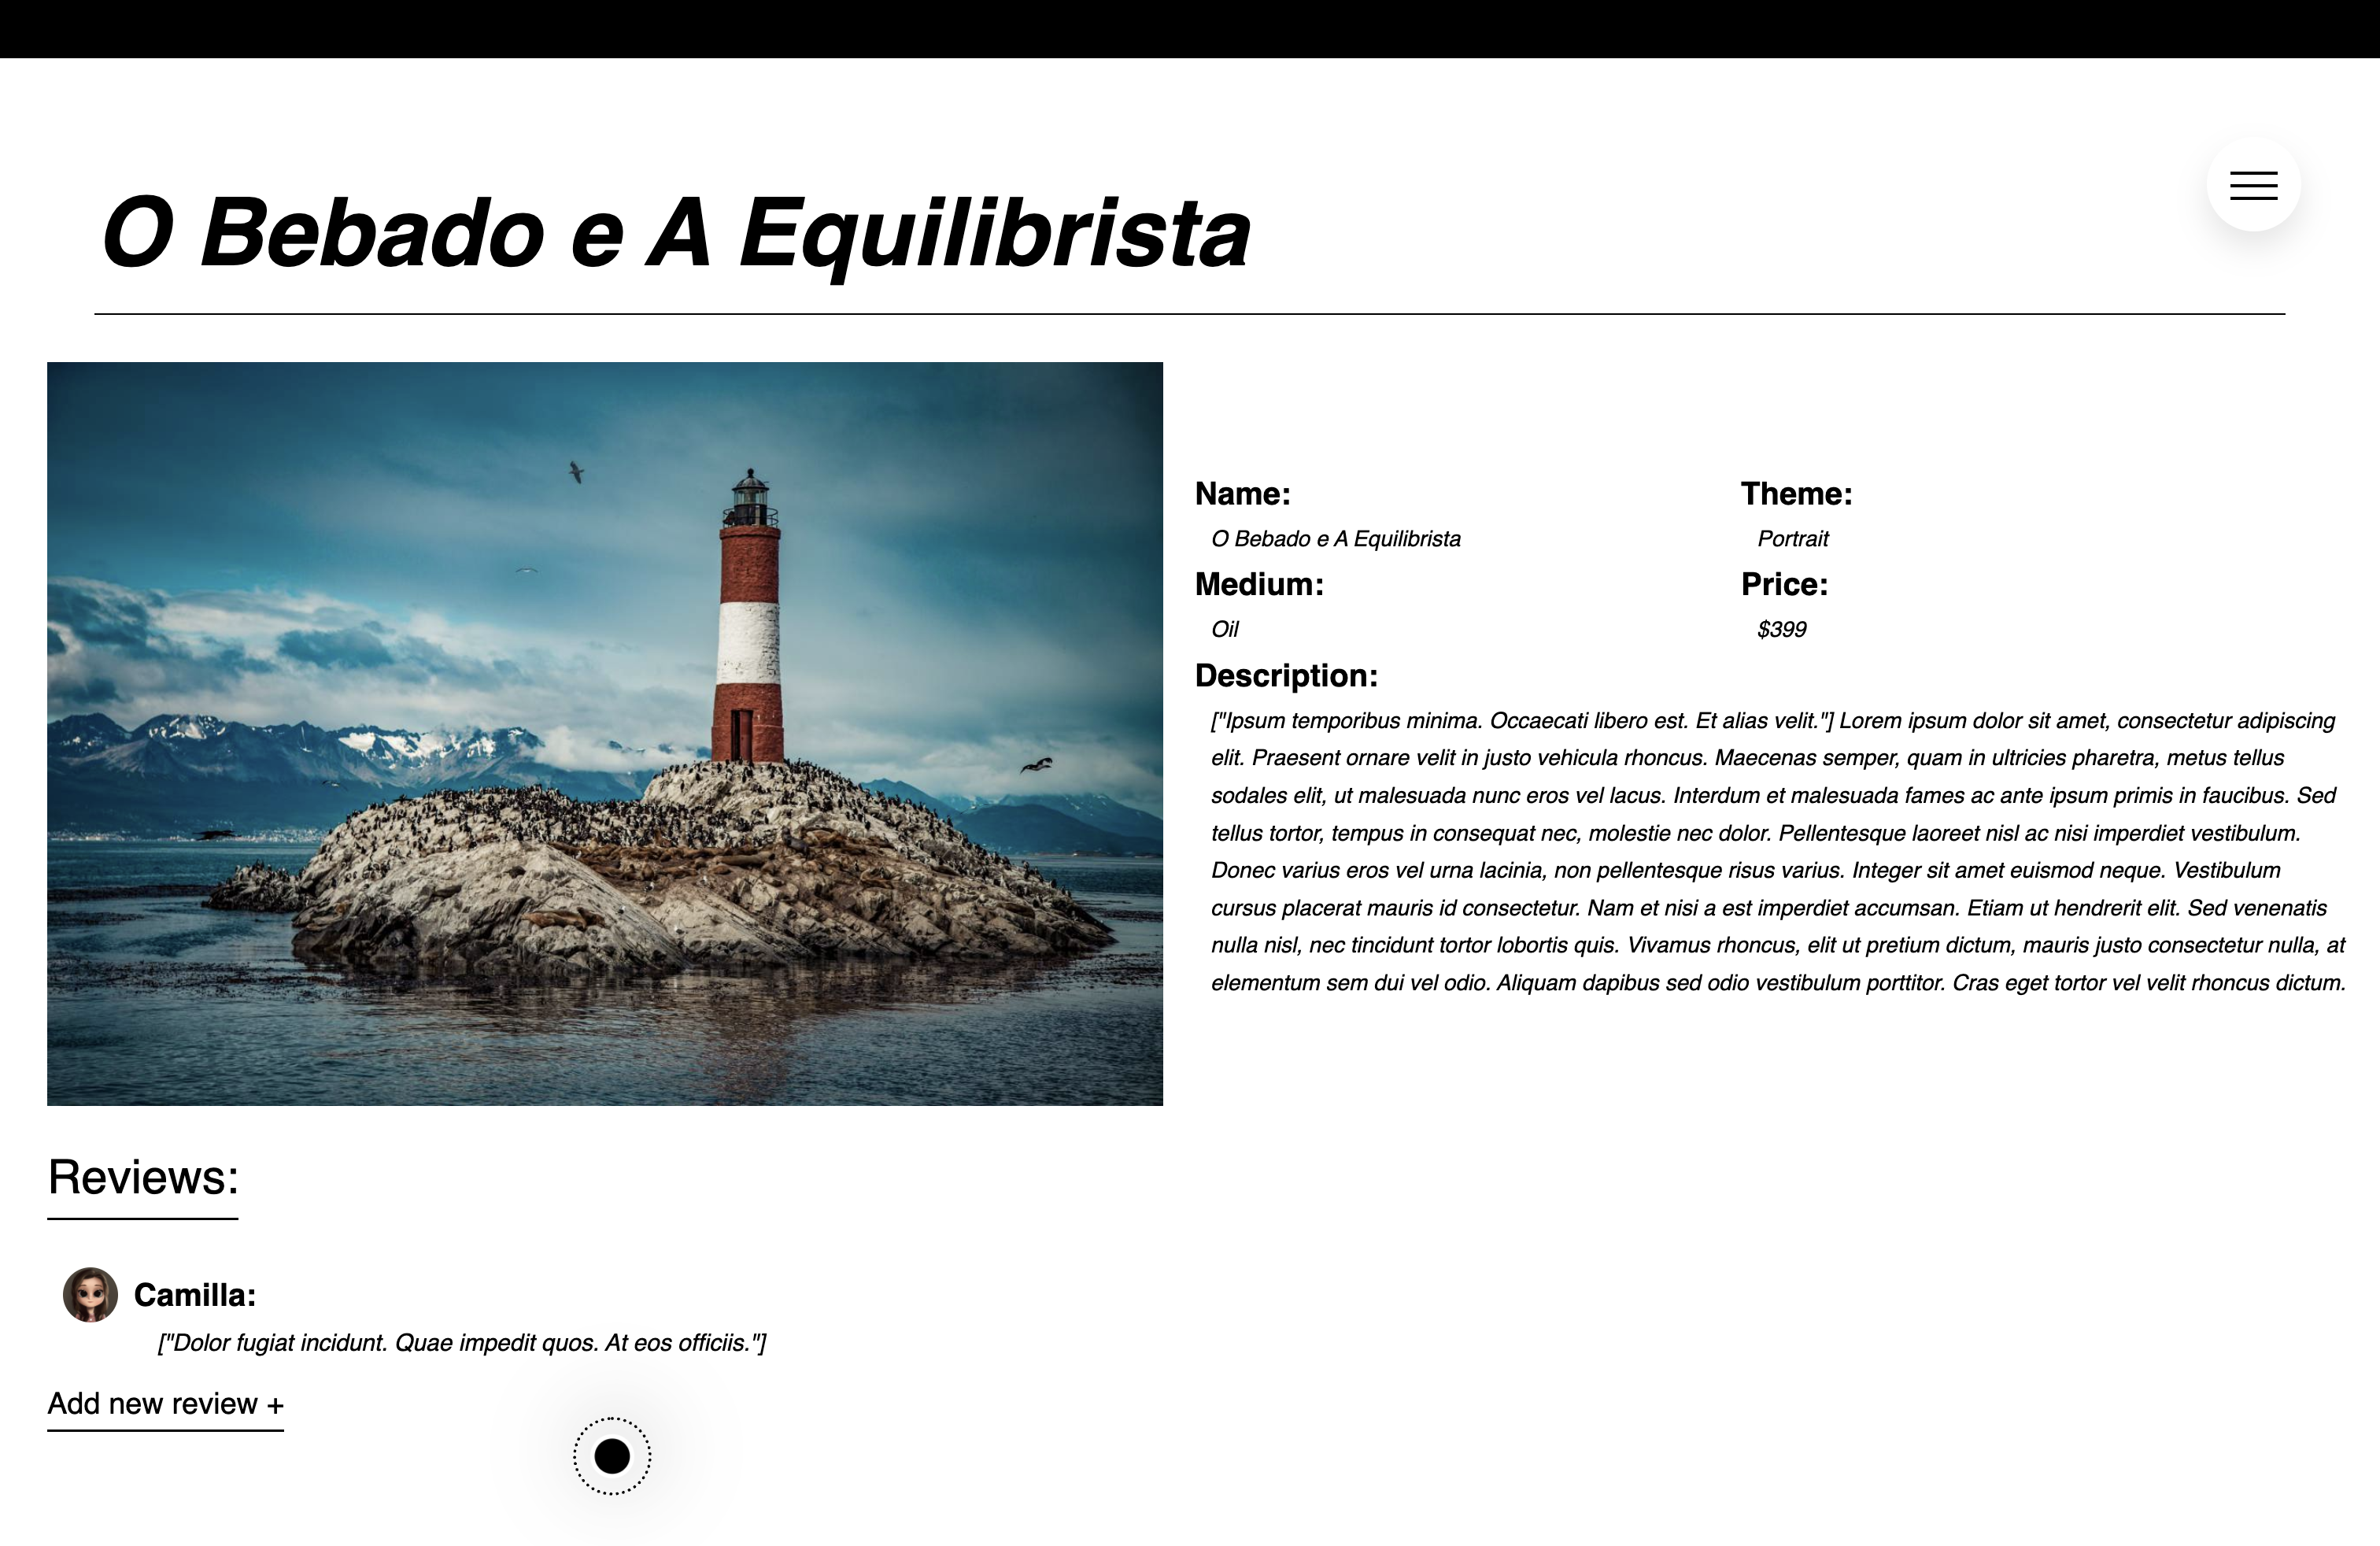 O Bebado e A Equilibrista
Name:
O Bebado e A Equilibrista
Theme:
Portrait
Medium:
Oil
Price:
$399
Description:
["Ipsum temporibus minima. Occaecati libero est. Et alias velit."] Lorem ipsum dolor sit amet, consectetur adipiscing
elit. Praesent ornare velit in justo vehicula rhoncus. Maecenas semper, quam in ultricies pharetra, metus tellus
sodales elit, ut malesuada nunc eros vel lacus. Interdum et malesuada fames ac ante ipsum primis in faucibus. Sed
tellus tortor, tempus in consequat nec, molestie nec dolor. Pellentesque laoreet nisl ac nisi imperdiet vestibulum.
Donec varius eros vel urna lacinia, non pellentesque risus varius. Integer sit amet euismod neque. Vestibulum
cursus placerat mauris id consectetur. Nam et nisi a est imperdiet accumsan. Etiam ut hendrerit elit. Sed venenatis
nulla nisl, nec tincidunt tortor lobortis quis. Vivamus rhoncus, elit ut pretium dictum, mauris justo consectetur nulla, at
elementum sem dui vel odio. Aliquam dapibus sed odio vestibulum porttitor. Cras eget tortor vel velit rhoncus dictum.
Reviews:
Camilla:
["Dolor fugiat incidunt. Quae impedit quos. At eos officiis."]
Add new review +